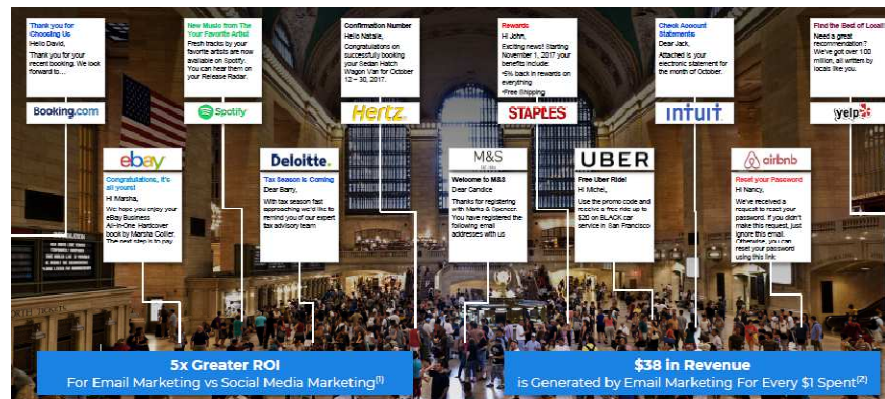 Thank you for
Choosing Us
Hello David,
Thank you for your
recent booking. We look
forward to...
Booking.com
New Music from The
Your Favorite Artist
Fresh tracks by your
favorite artists are now
available on Spotify.
You can hear them on
your Release Radar.
Spotify
Confirmation Number
Hello Natalie,
Congratulations on
successfully booking
your Sedan Hatch
Wagon Van for October
12 – 30, 2017.
Hertz
Rewards
Hi John,
Exciting news! Starting
November 1, 2017 your
benefits include:
•5% back in rewards on
everything
•Free Shipping
STAPLES
Check Account
Statements
Dear Jack,
Attached is your
electronic statement for
the month of October.
intuit
Find the Best of Local!
Need a great
recommendation?
We've got over 100
million, all written by
locals like you.
yelp
ebay
Congratulations, it's
all yours!
Hi Marsha,
We hope you enjoy your
eBay Business
All-in-One Hardcover
book by Marsha Collier.
The next step is to pay
Deloitte.
Tax Season is Coming
Dear Barry,
With tax season fast
approaching we'd like to
remind you of our expert
tax advisory team
M&S
Welcome to M&S
Dear Candice
Thanks for registering
with Marks & Spencer.
You have registered the
following email
addresses with us
UBER
Free Uber Ride!
Hi Michel,
Use the promo code and
receive a free ride up to
$20 on BLACK car
service in San Francisco
airbnb
Reset your Password
Hi Nancy,
We've received a
request to reset your
password. If you didn't
make this request, just
ignore this email.
Otherwise, you can
reset your password
using this link:
5x Greater ROI
For Email Marketing vs Social Media Marketing(1)
$38 in Revenue
is Generated by Email Marketing For Every $1 Spent(2)